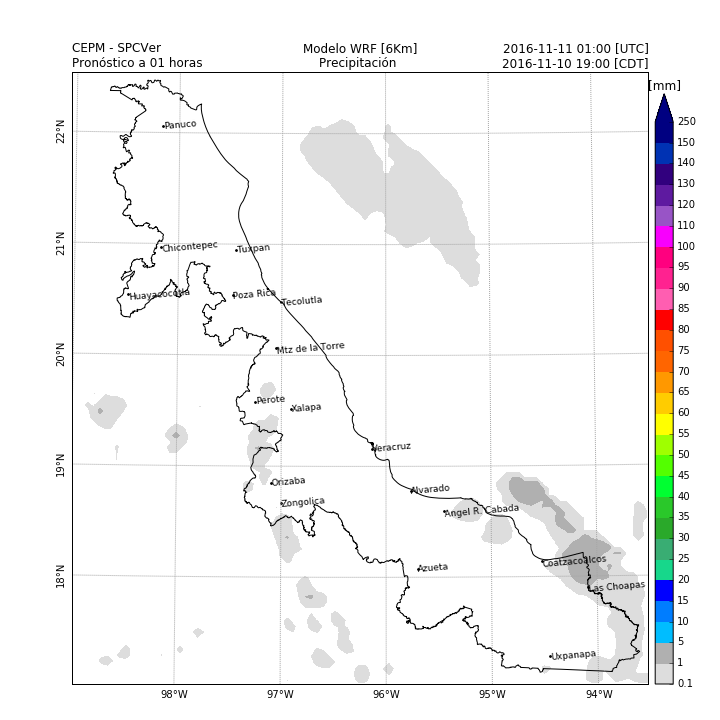 CEPM - SPCVer
Modelo WRF [6Km]
2016-11-11 01:00 [UTC]
Pronóstico a 01 horas
Precipitación
2016-11-10 19:00 [CDT]
[mm]
250
150
140
130
120
110
100
95
90
85
80
75
70
65
60
55
50
45
40
35
30
25
20
15
10
5
1
0.1
22°N
21°N
20°N
19°N
18°N
Panuco
Chicontepec
Tuxpan
Huayacocotla
Poza Rica
Tecolutla
Mtz de la Torre
Perote
Xalapa
Veracruz
Orizaba
Alvarado
Zongolica
Angel R. Cabada
Azueta
Coatzacoalcos
Las Choapas
Uxpanapa
98°W
97°W
96°W
95°W
94°W